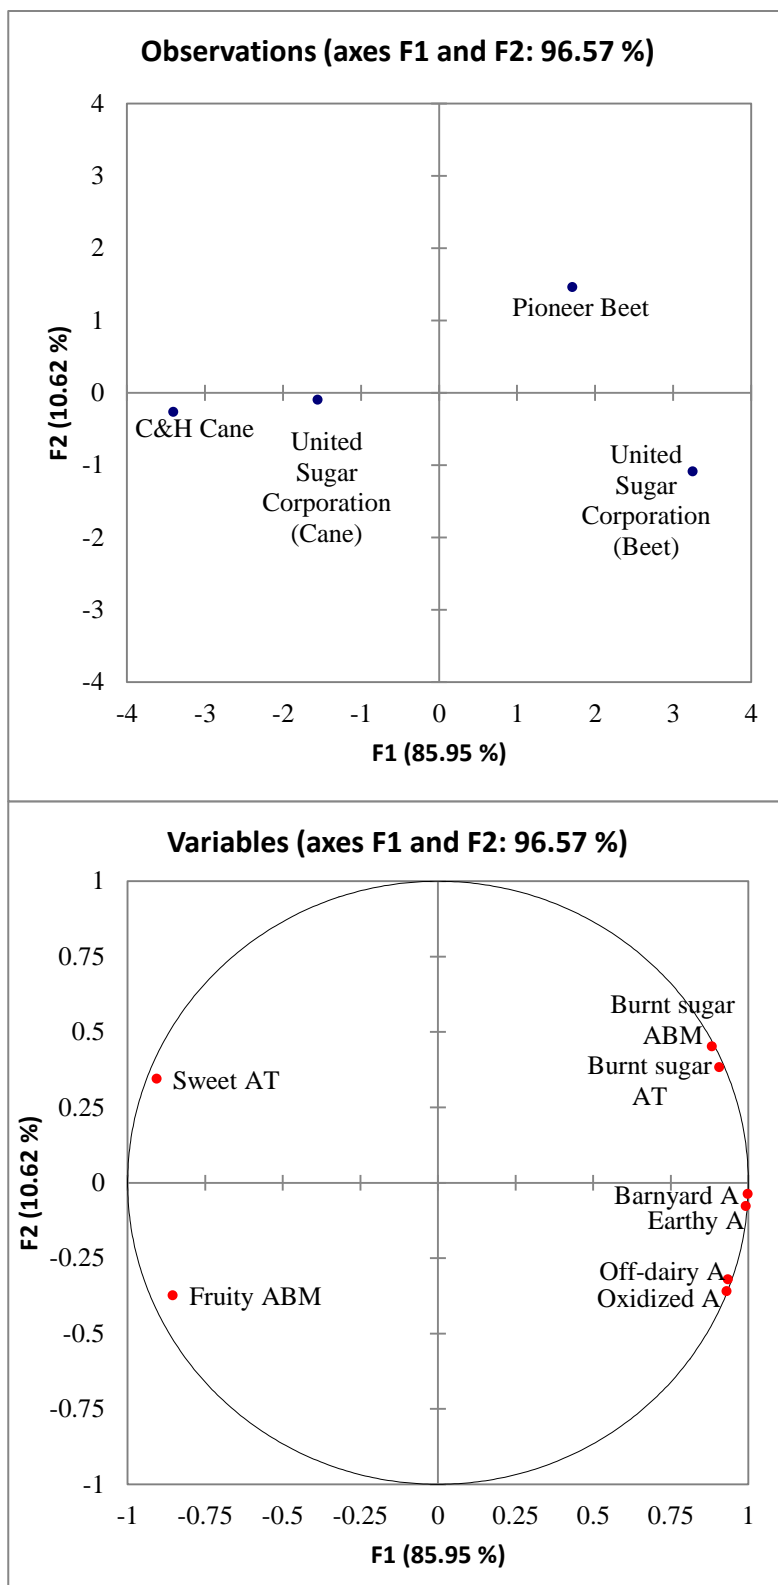 Observations (axes F1 and F2: 96.57 %)
4
3
2
1
0
-1
-2
-3
-4
F2 (10.62 %)
Pioneer Beet
C&H Cane
United
Sugar
Corporation
(Cane)
United
Sugar
Corporation
(Beet)
-4 -3 -2 -1 0 1 2 3 4
F1 (85.95 %)
Variables (axes F1 and F2: 96.57 %)
1
0.75
0.5
0.25
0
-0.25
-0.5
-0.75
-1
F2 (10.62 %)
Burnt sugar
ABM
Burnt sugar
AT
Sweet AT
Barnyard A
Earthy A
Off-dairy A
Oxidized A
Fruity ABM
-1 -0.75 -0.5 -0.25 0 0.25 0.5 0.75 1
F1 (85.95 %)